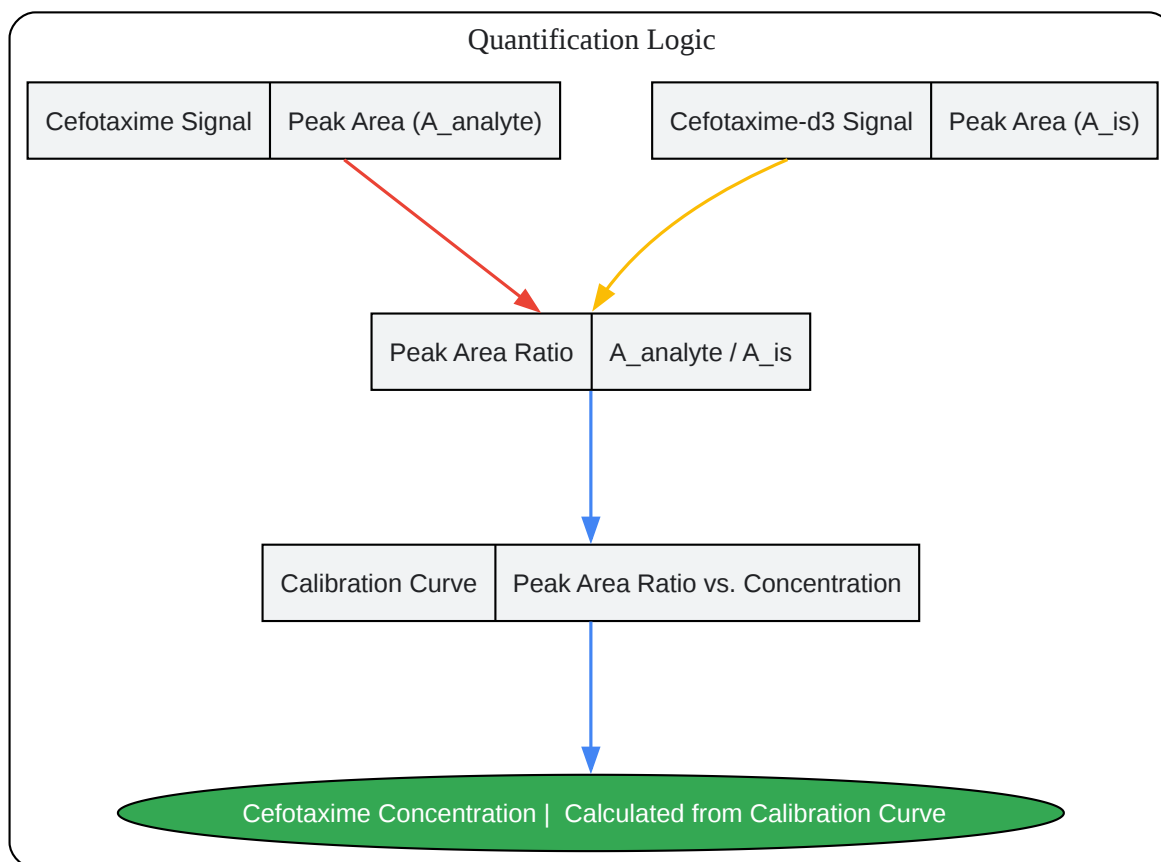 Quantification Logic
Cefotaxime Signal
Peak Area (A_analyte)
Cefotaxime-d3 Signal
Peak Area (A_is)
Peak Area Ratio
A_analyte / A_is
Calibration Curve
Peak Area Ratio vs. Concentration
Cefotaxime Concentration |  Calculated from Calibration Curve